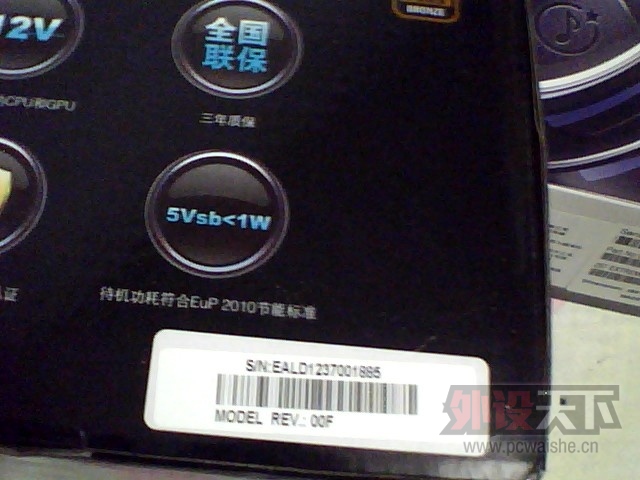 12V
全国
联保
BRONZE
CPU和GPU
三年质保
5Vsb<1W
待机功耗符合EuP 2010节能标准
证
S/N:EALD1237001885
MODEL REV.: 00F
外设天下
www.pcwaishe.cn